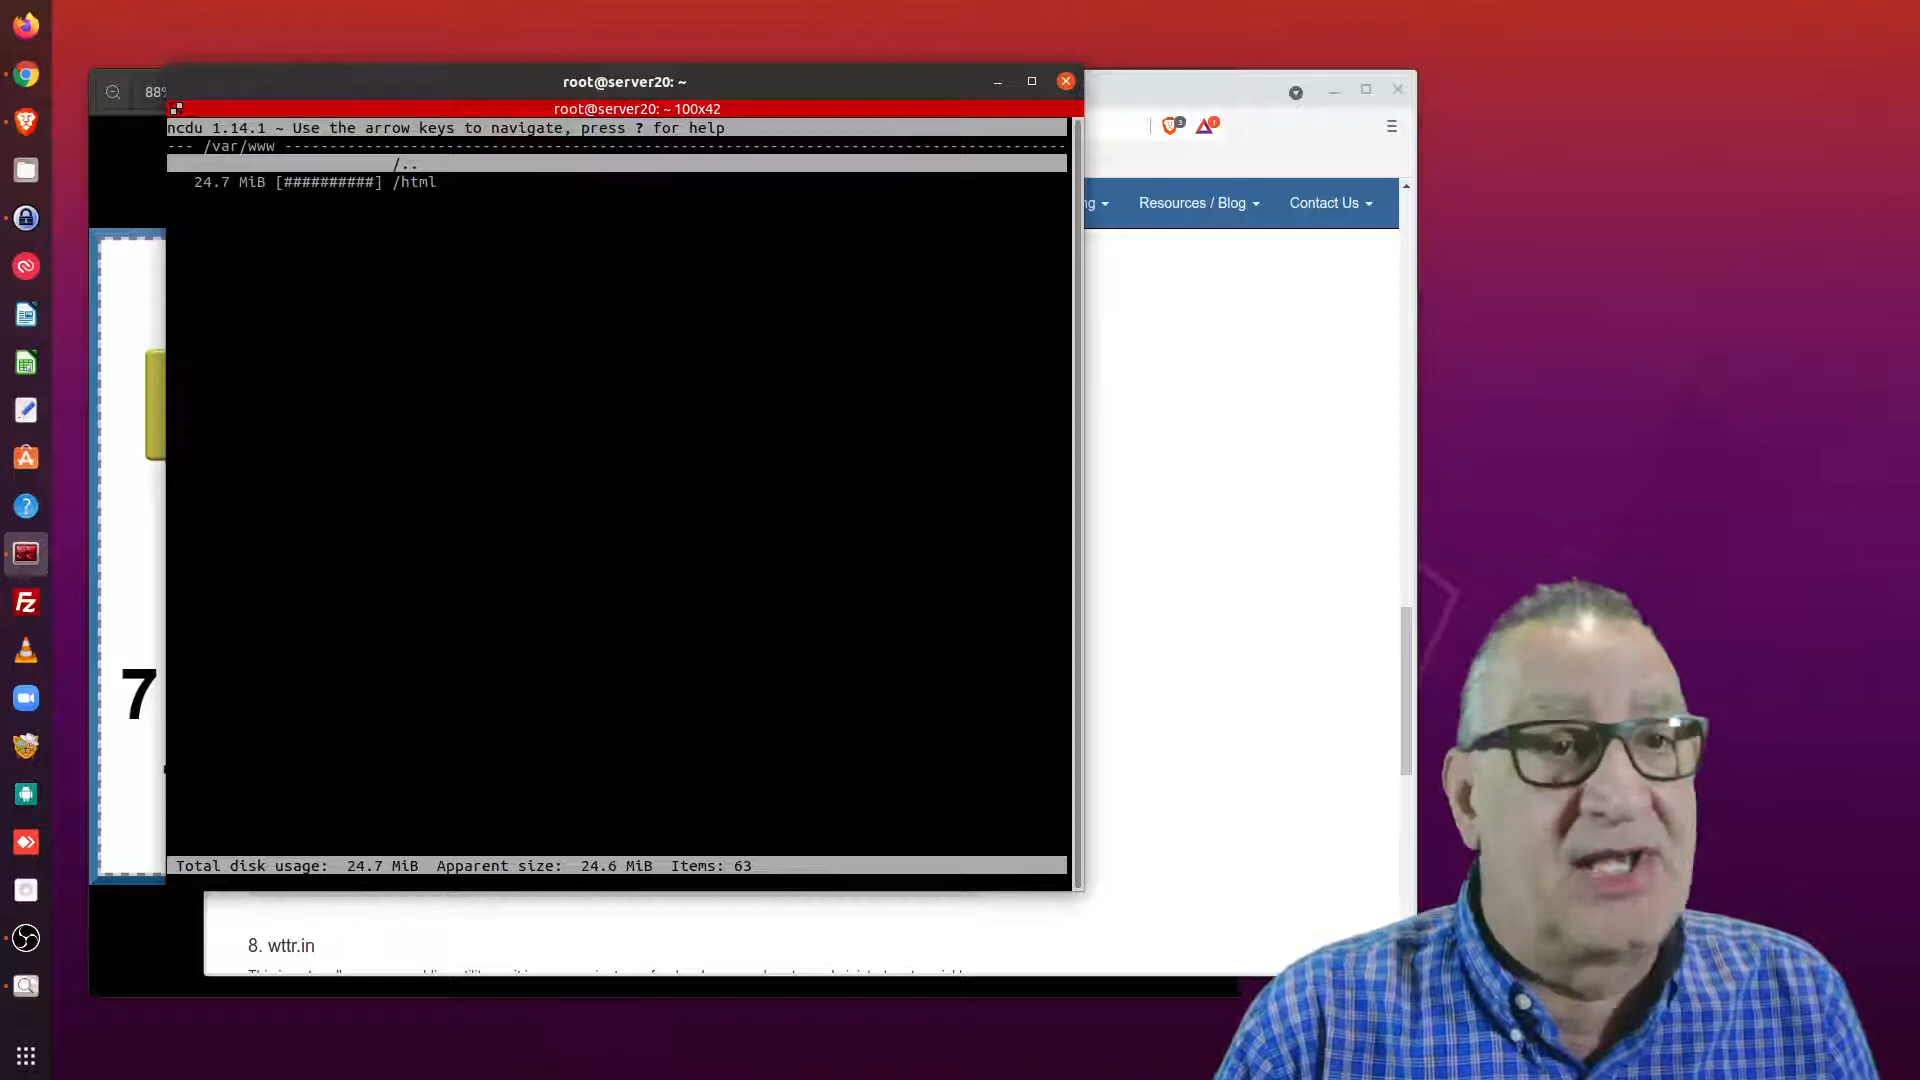 88%
root@server20: ~
root@server20: ~ 100x42
ncdu 1.14.1 ~ Use the arrow keys to navigate, press ? for help
--- /var/www ---------------------------------------------------------------------------------------
/..
24.7 MiB [##########] /html
Resources / Blog
Contact Us
7
Total disk usage: 24.7 MiB Apparent size: 24.6 MiB Items: 63
8. wttr.in